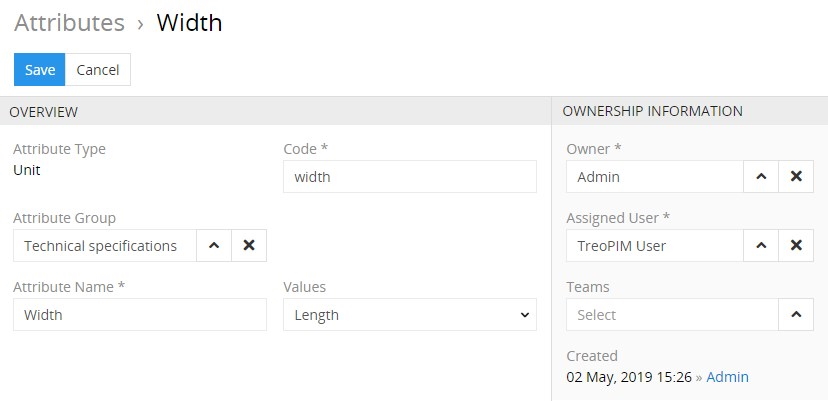 Attributes › Width
Save Cancel
OVERVIEW
Attribute Type
Unit
Code *
width
Attribute Group
Technical specifications
Attribute Name *
Width
Values
Length
OWNERSHIP INFORMATION
Owner *
Admin
Assigned User *
TreoPIM User
Teams
Select
Created
02 May, 2019 15:26 » Admin